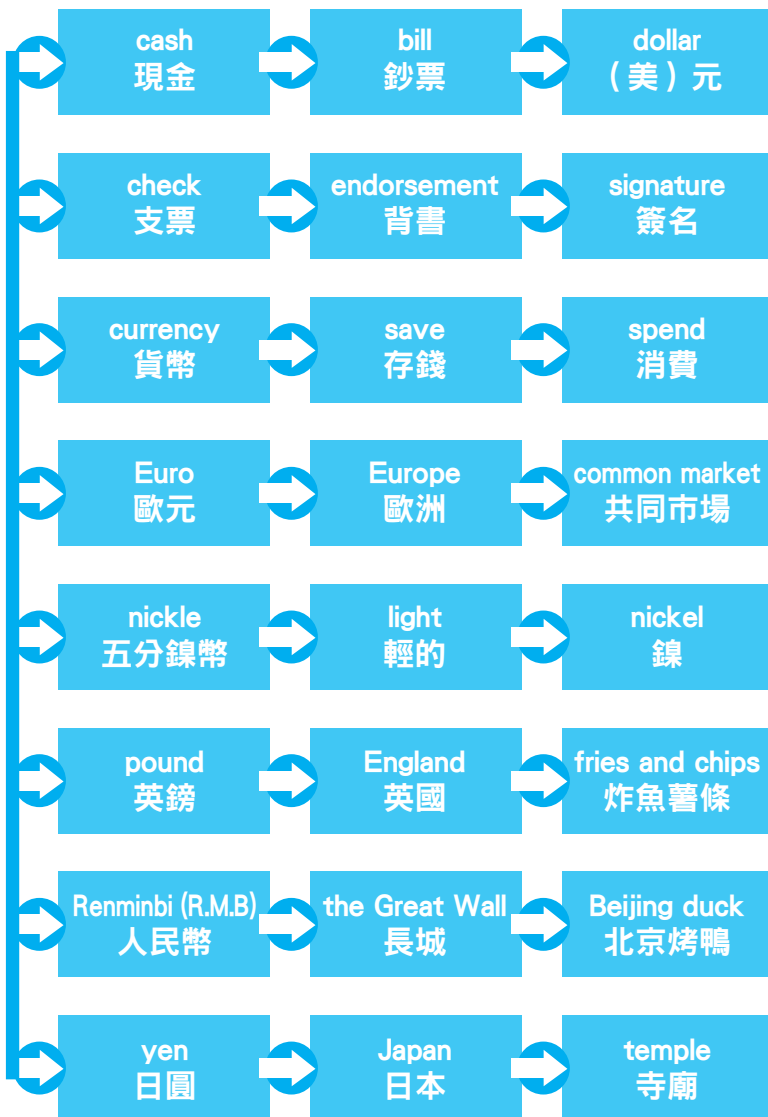 cash
現金
bill
鈔票
dollar
(美)元
check
支票
endorsement
背書
signature
簽名
currency
貨幣
save
存錢
spend
消費
Euro
歐元
Europe
歐洲
common market
共同市場
nickle
五分鎳幣
light
輕的
nickel
鎳
pound
英鎊
England
英國
fries and chips
炸魚薯條
Renminbi (R.M.B)
人民幣
the Great Wall
長城
Beijing duck
北京烤鴨
yen
日圓
Japan
日本
temple
寺廟